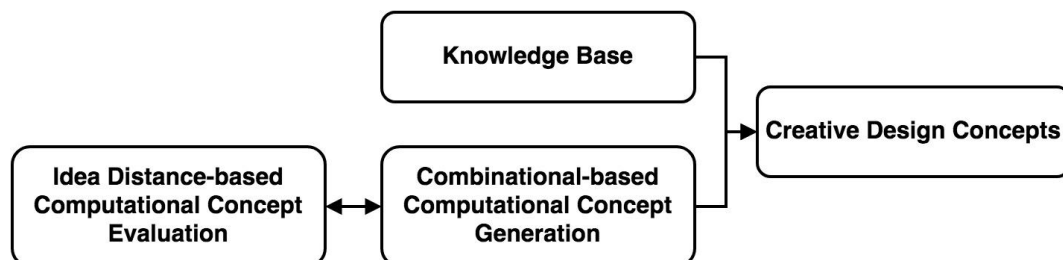 Knowledge Base
Creative Design Concepts
Idea Distance-based
Computational Concept
Evaluation
Combinational-based
Computational Concept
Generation